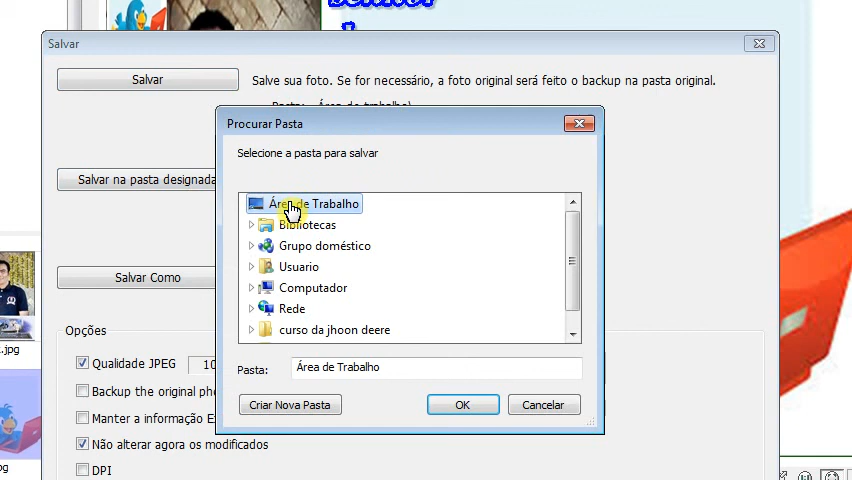 Salvar
Salvar
Salve sua foto. Se for necessário, a foto original será feito o backup na pasta original.
Procurar Pasta
Selecione a pasta para salvar
Salvar na pasta designada
Área de Trabalho
Bibliotecas
Grupo doméstico
Usuario
Computador
Rede
curso da jhoon deere
Salvar Como
Opções
.jpg
Qualidade JPEG 10
Pasta: Área de Trabalho
Backup the original ph
Criar Nova Pasta OK Cancelar
Manter a informação E
Não alterar agora os modificados
pg
DPI